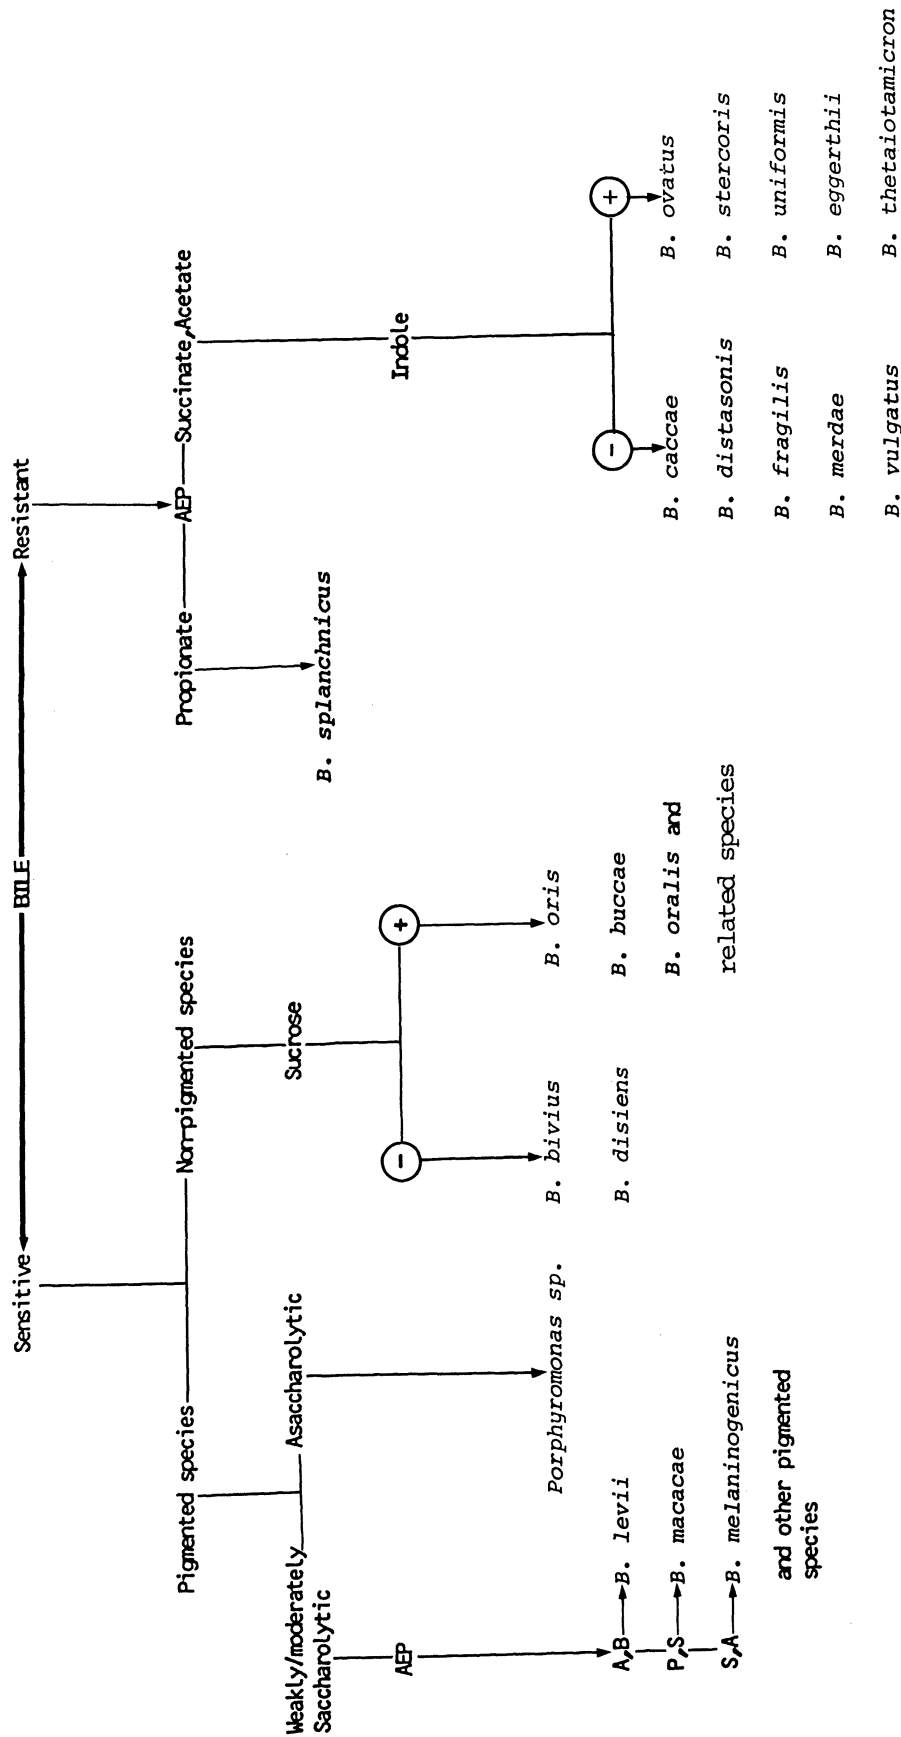 Sensitive
BILE
Resistant
Pigmented species
Non-pigmented species
Propionate
AEP
Succinate,Acetate
Weakly/moderately
Saccharolytic
Asaccharolytic
Sucrose
B. splanchnicus
AEP
-
+
Indole
Porphyromonas sp.
B. bivius
B. oris
-
+
A,B
B. levii
B. disiens
B. buccae
B. caccae
B. ovatus
P,S
B. macacae
B. oralis and
B. distasonis
B. stercoris
S,A
B. melaninogenicus
related species
B. fragilis
B. uniformis
and other pigmented
species
B. merdae
B. eggerthii
B. vulgatus
B. thetaiotamicron